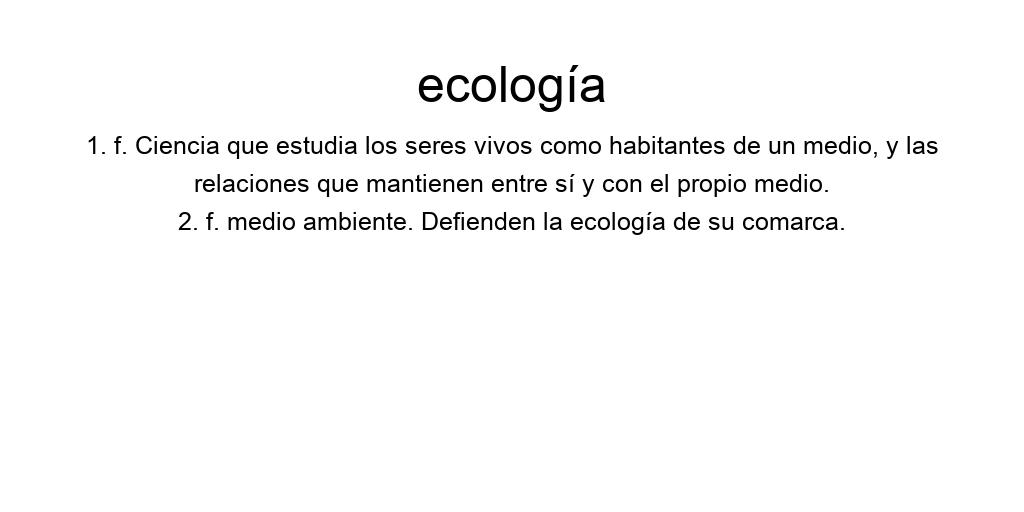 ecología
1. f. Ciencia que estudia los seres vivos como habitantes de un medio, y las
relaciones que mantienen entre sí y con el propio medio.
2. f. medio ambiente. Defienden la ecología de su comarca.